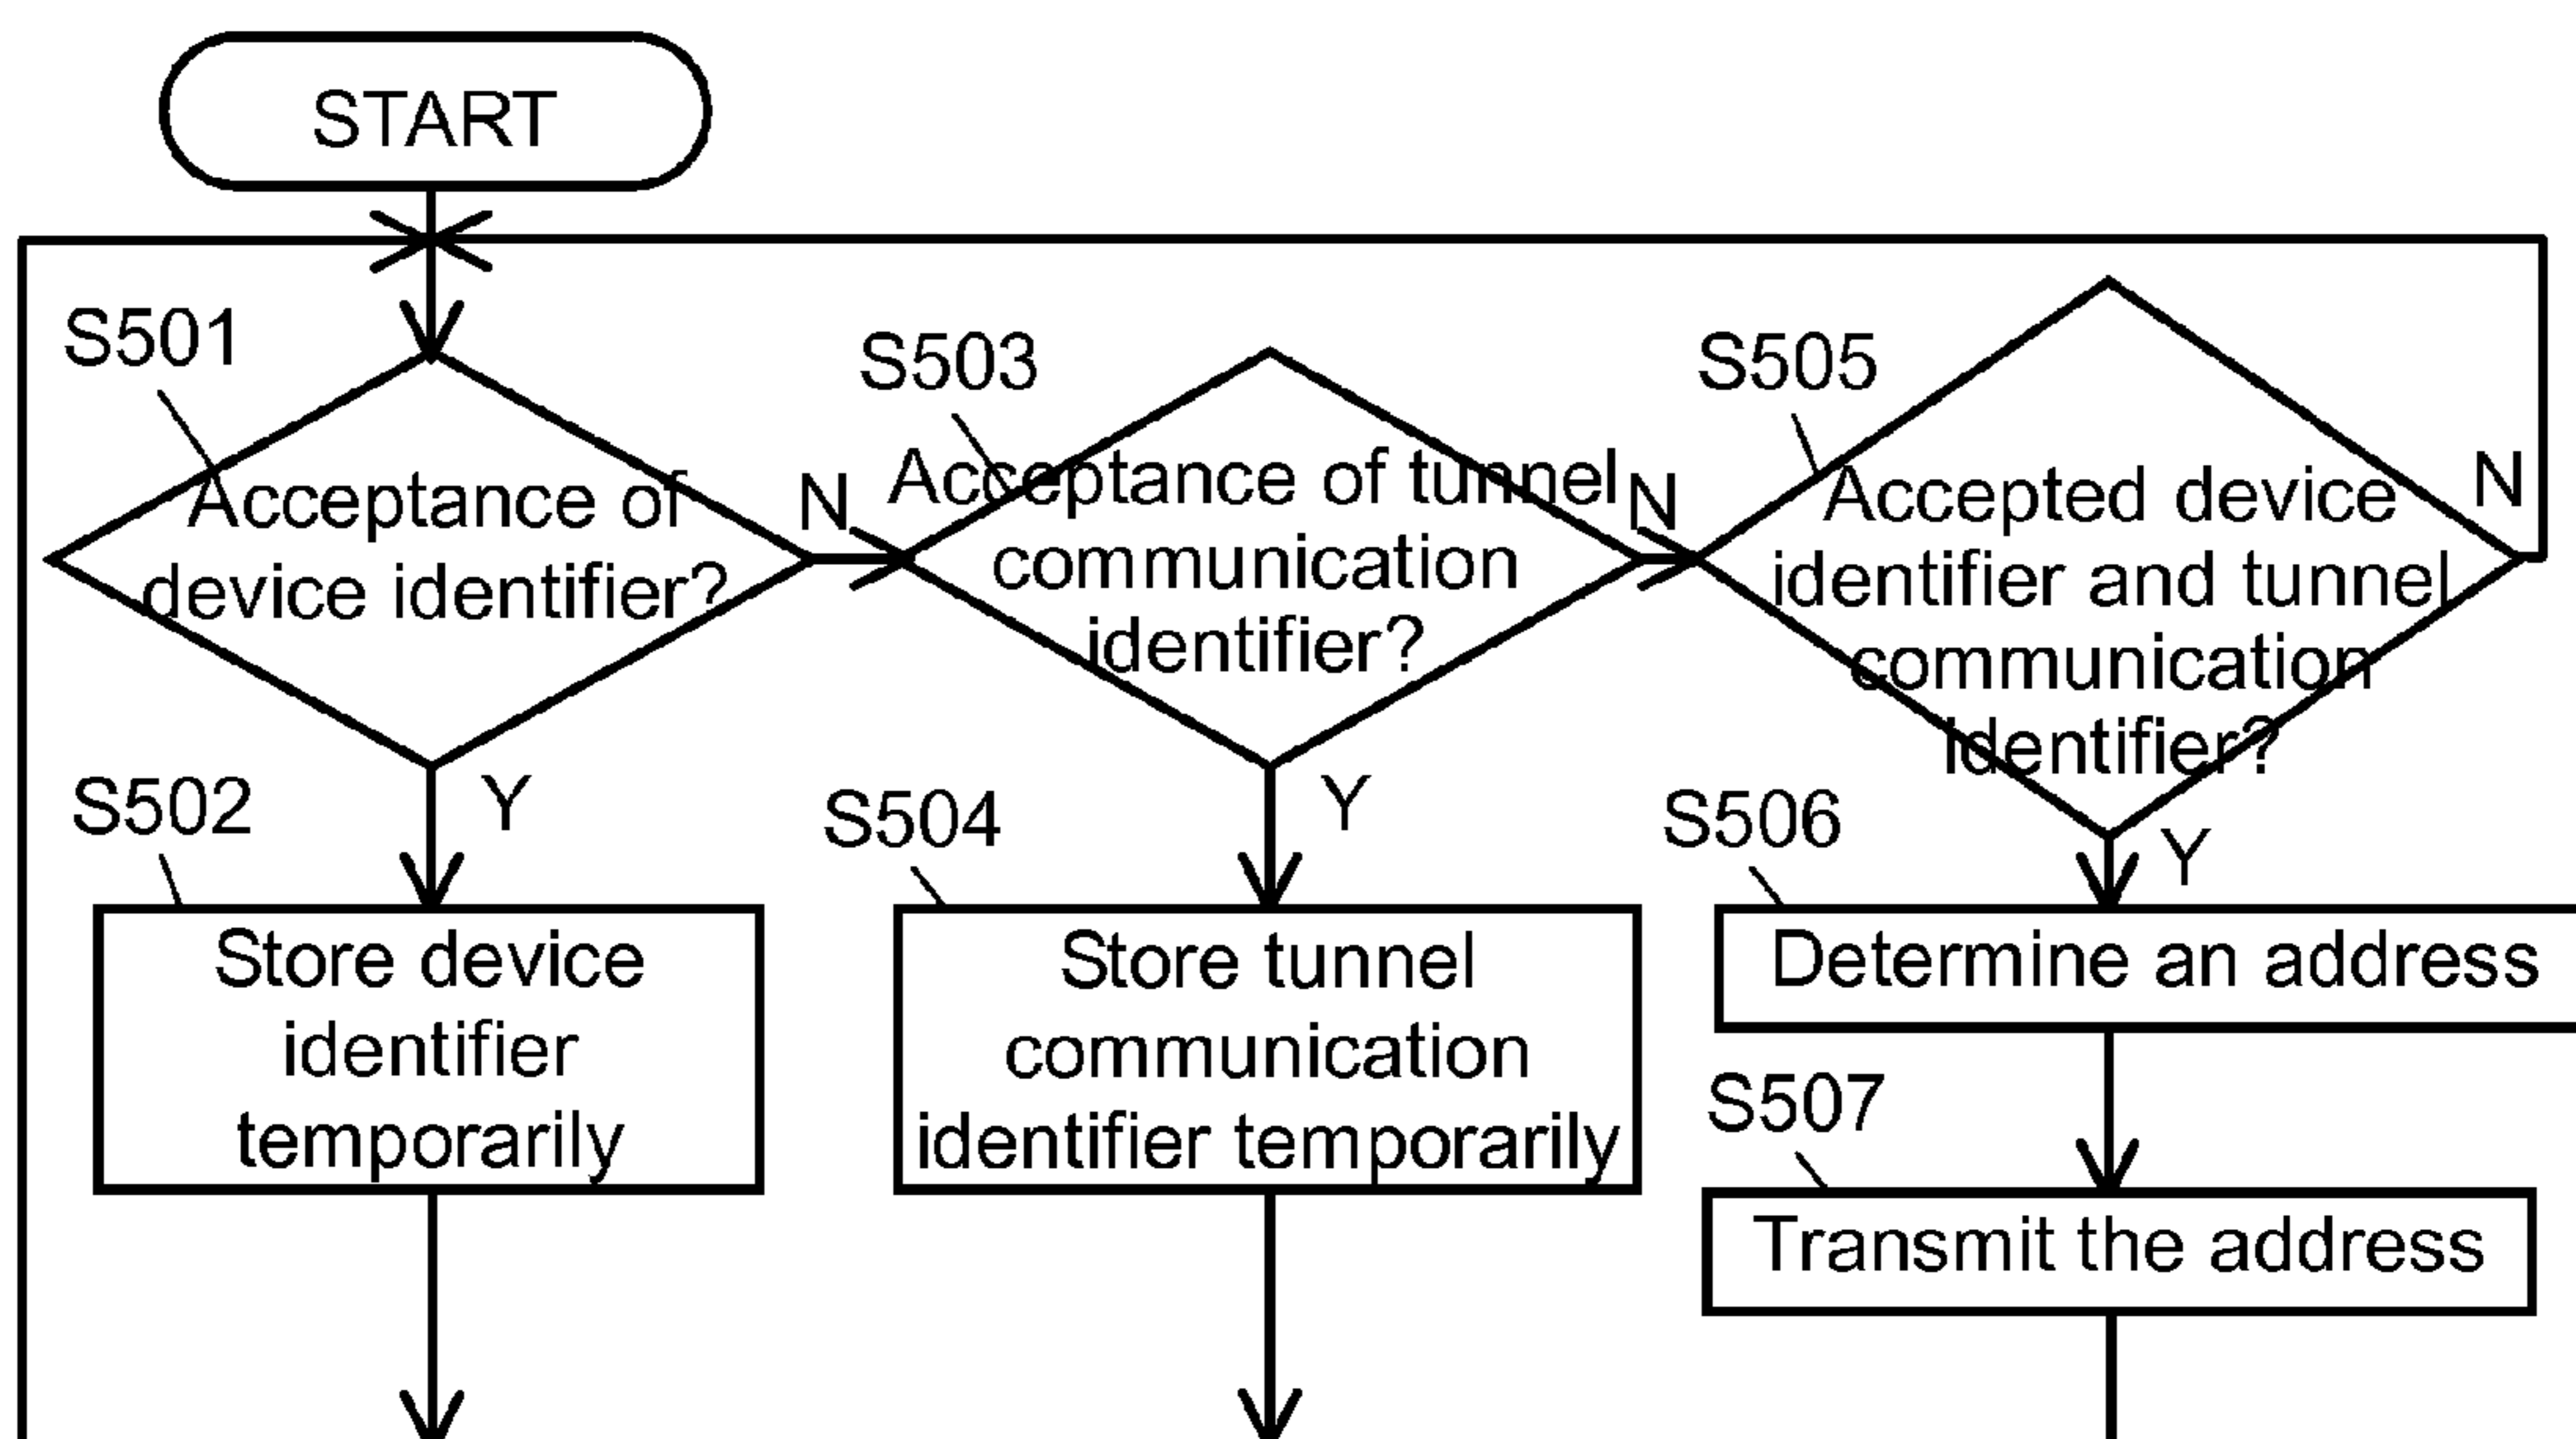 START
S501
Acceptance of
device identifier?
N
Y
S503
Acceptance of tunnel
communication
identifier?
N
Y
S505
Accepted device
identifier and tunnel
communication
identifier?
N
Y
S502
Store device
identifier
temporarily
S504
Store tunnel
communication
identifier temporarily
S506
Determine an address
S507
Transmit the address